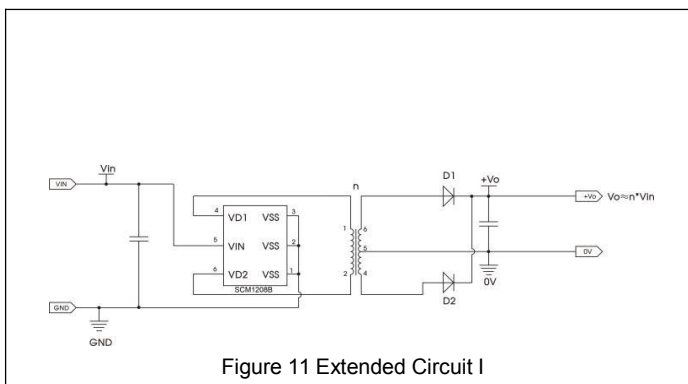 Vin
VIN
GND
GND
4 VD1 VSS 3
5 VIN VSS 2
6 VD2 VSS 1
SCM1208B
n
1 6
5
2 4
D1
D2
+Vo
+Vo Vo≈n*Vin
0V
0V
Figure 11 Extended Circuit I